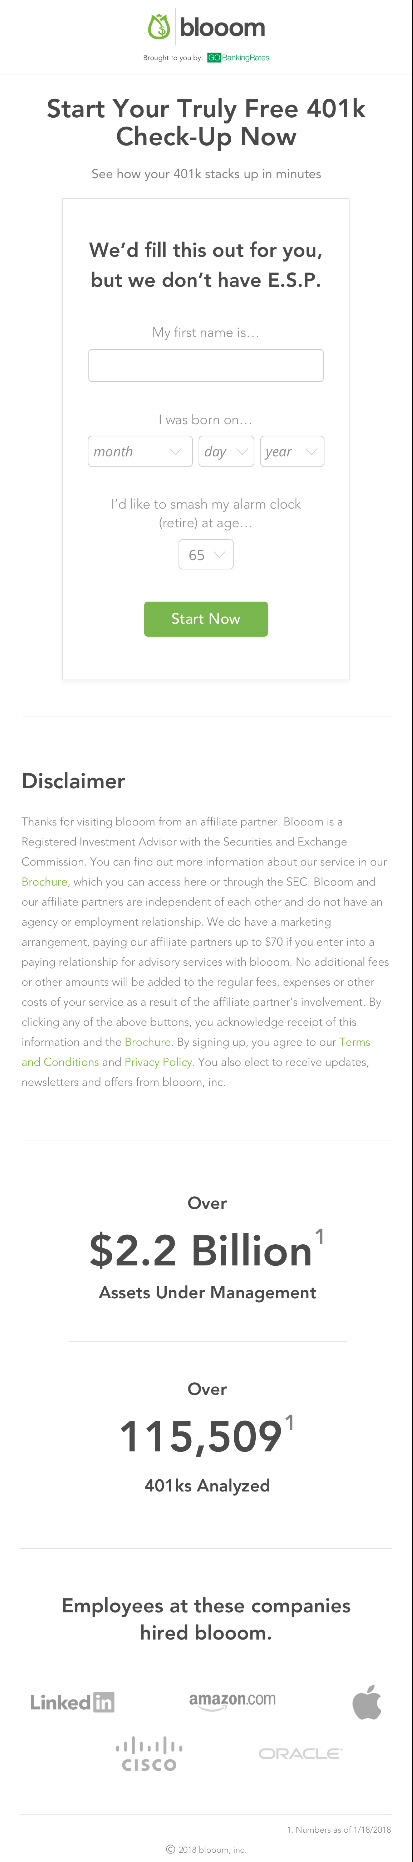 blooom
Brought to you by: GO BankingRates
Start Your Truly Free 401k
Check-Up Now
See how your 401k stacks up in minutes
We'd fill this out for you,
but we don't have E.S.P.
My first name is...
I was born on...
month day year
I'd like to smash my alarm clock
(retire) at age...
65
Start Now
Disclaimer
Thanks for visiting blooom from an affiliate partner. Blooom is a
Registered Investment Advisor with the Securities and Exchange
Commission. You can find out more information about our service in our
Brochure, which you can access here or through the SEC. Blooom and
our affiliate partners are independent of each other and do not have an
agency or employment relationship. We do have a marketing
arrangement, paying our affiliate partners up to $70 if you enter into a
paying relationship for advisory services with blooom. No additional fees
or other amounts will be added to the regular fees, expenses or other
costs of your service as a result of the affiliate partner's involvement. By
clicking any of the above buttons, you acknowledge receipt of this
information and the Brochure. By signing up, you agree to our Terms
and Conditions and Privacy Policy. You also elect to receive updates,
newsletters and offers from blooom, inc.
Over
$2.2 Billion1
Assets Under Management
Over
115,5091
401ks Analyzed
Employees at these companies
hired blooom.
Linked in amazon.com
CISCO ORACLE
1. Numbers as of 1/18/2018
© 2018 blooom, inc.